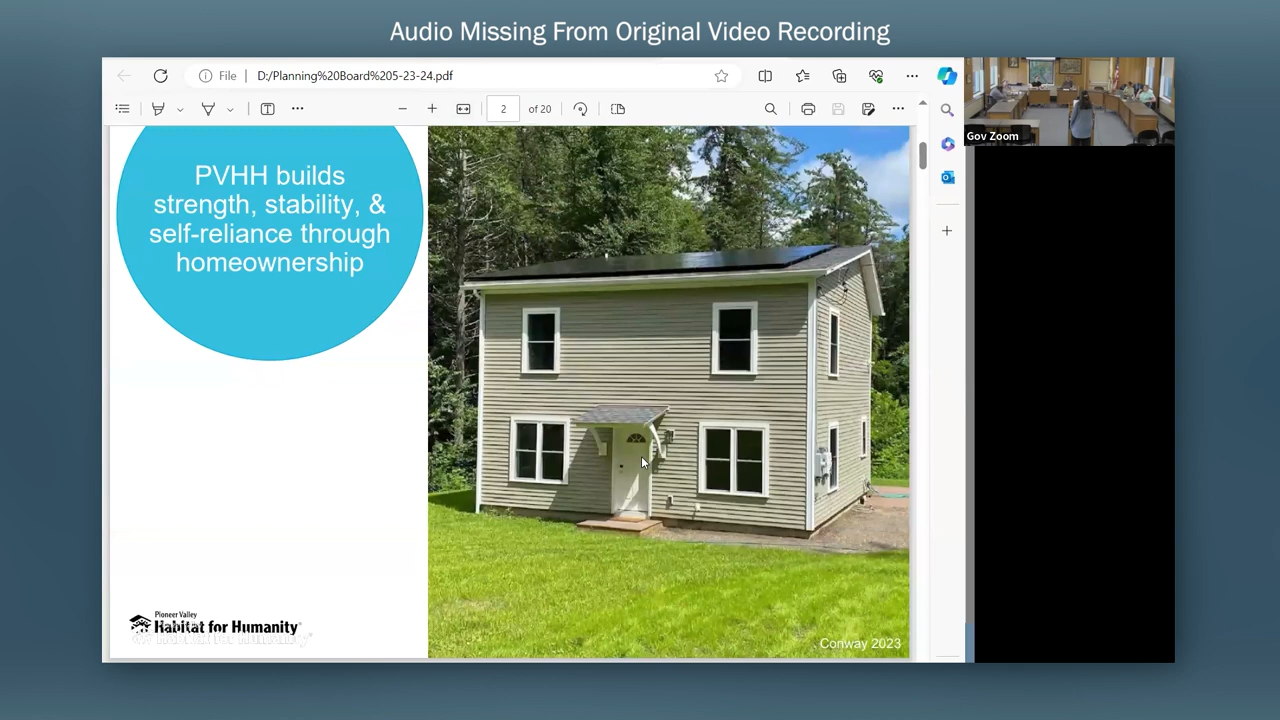 Audio Missing From Original Video Recording
File D:/Planning%20Board%205-23-24.pdf
2 of 20
Gov Zoom
PVHH builds
strength, stability, &
self-reliance through
homeownership
Pioneer Valley
Habitat for Humanity
Conway 2023